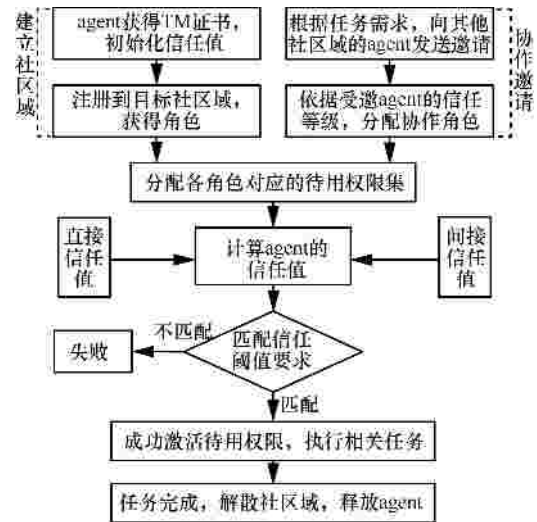 建立社区域
agent获得TM证书，
初始化信任值
根据任务需求，向其他
社区域的agent发送邀请
协作邀请
注册到目标社区域，
获得角色
依据受邀agent的信任
等级，分配协作角色
分配各角色对应的待用权限集
直接
信任
值
计算agent的
信任值
间接
信任
值
不匹配
失败
匹配信任
阈值要求
匹配
成功激活待用权限，执行相关任务
任务完成，解散社区域，释放agent